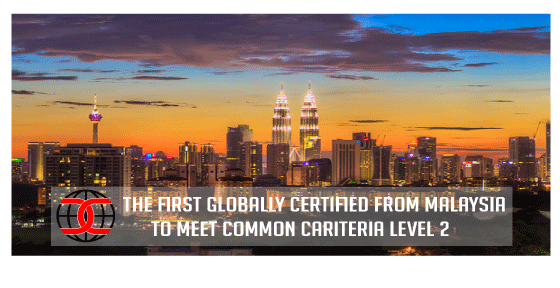 THE FIRST GLOBALLY CERTIFIED FROM MALAYSIA
TO MEET COMMON CARITERIA LEVEL 2